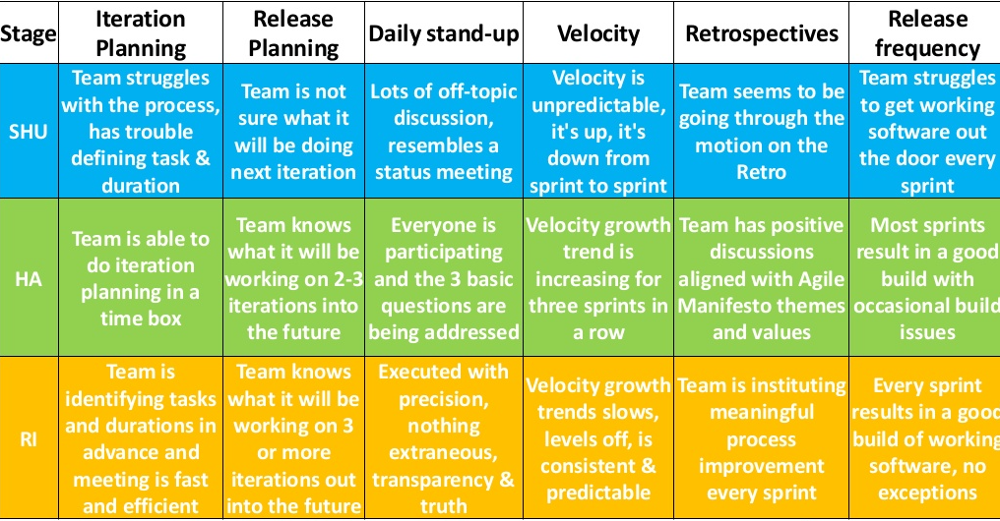 Stage
Iteration
Planning
Release
Planning
Daily stand-up
Velocity
Retrospectives
Release
frequency
SHU
Team struggles
with the process,
has trouble
defining task &
duration
Team is not
sure what it
will be doing
next iteration
Lots of off-topic
discussion,
resembles a
status meeting
Velocity is
unpredictable,
it's up, it's
down from
sprint to sprint
Team seems to be
going through the
motion on the
Retro
Team struggles
to get working
software out
the door every
sprint
HA
Team is able to
do iteration
planning in a
time box
Team knows
what it will be
working on 2-3
iterations into
the future
Everyone is
participating
and the 3 basic
questions are
being addressed
Velocity growth
trend is
increasing for
three sprints in
a row
Team has positive
discussions
aligned with Agile
Manifesto themes
and values
Most sprints
result in a good
build with
occasional build
issues
RI
Team is
identifying tasks
and durations in
advance and
meeting is fast
and efficient
Team knows
what it will be
working on 3
or more
iterations out
into the future
Executed with
precision,
nothing
extraneous,
transparency &
truth
Velocity growth
trends slows,
levels off, is
consistent &
predictable
Team is instituting
meaningful
process
improvement
every sprint
Every sprint
results in a good
build of working
software, no
exceptions